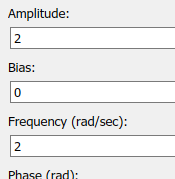 Amplitude:
2
Bias:
0
Frequency (rad/sec):
2
Phase (rad):